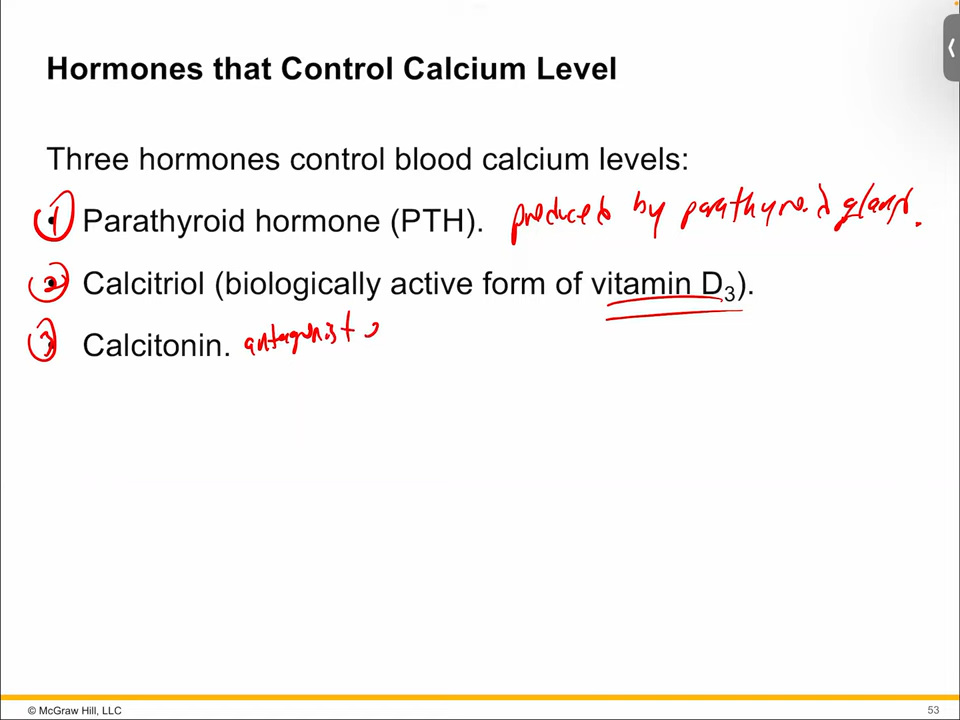 Hormones that Control Calcium Level
Three hormones control blood calcium levels:
① Parathyroid hormone (PTH). produced by parathyroid gland.
② Calcitriol (biologically active form of vitamin D₃).
③ Calcitonin. antagonist
© McGraw Hill, LLC
53